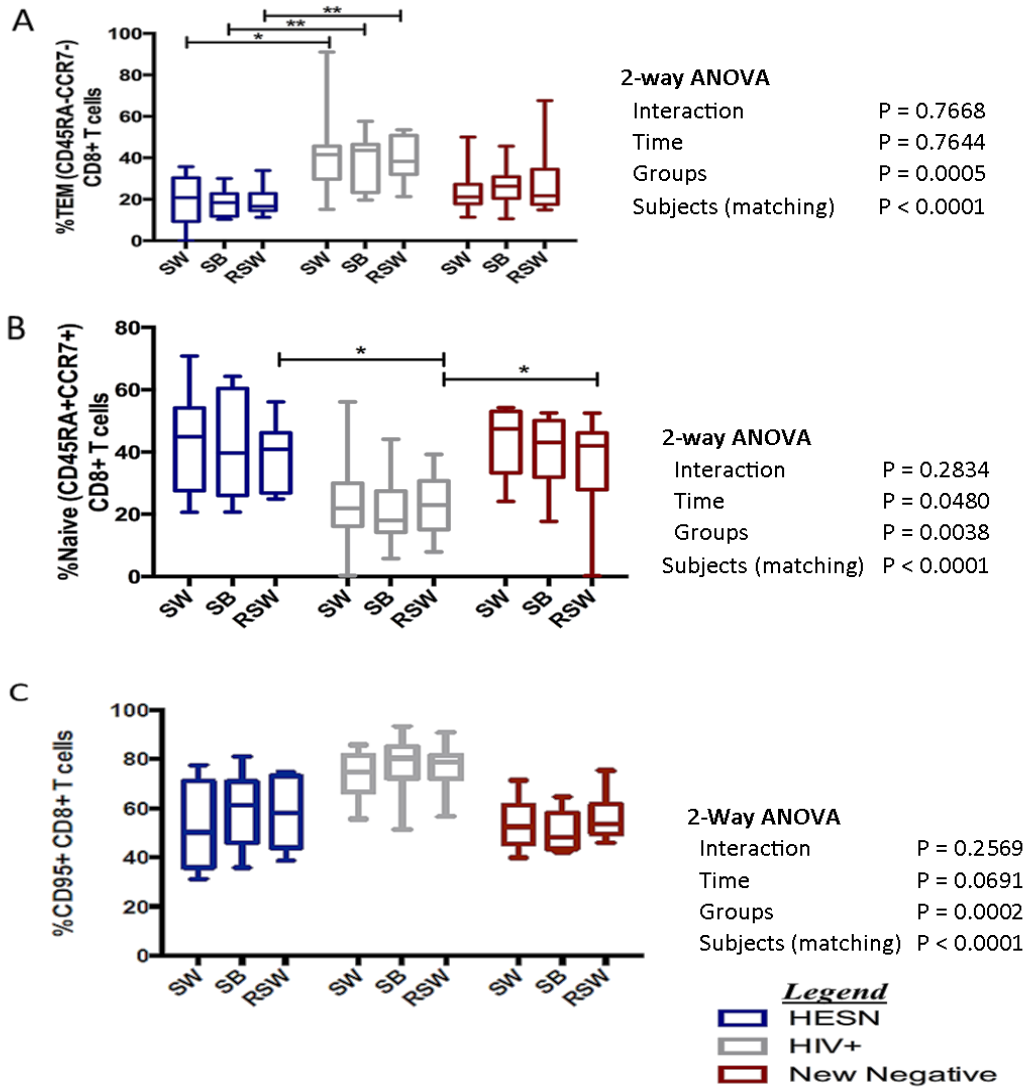 A
%TEM (CD45RA-CCR7-)
CD8+ T cells
100
80
60
40
20
0
*
**
**
SW
SB
RSW
SW
SB
RSW
SW
SB
RSW
2-way ANOVA
Interaction P = 0.7668
Time P = 0.7644
Groups P = 0.0005
Subjects (matching) P < 0.0001
B
%Naive (CD45RA+CCR7+)
CD8+ T cells
80
60
40
20
0
*
*
SW
SB
RSW
SW
SB
RSW
SW
SB
RSW
2-way ANOVA
Interaction P = 0.2834
Time P = 0.0480
Groups P = 0.0038
Subjects (matching) P < 0.0001
C
%CD95+ CD8+ T cells
100
80
60
40
20
0
SW
SB
RSW
SW
SB
RSW
SW
SB
RSW
2-Way ANOVA
Interaction P = 0.2569
Time P = 0.0691
Groups P = 0.0002
Subjects (matching) P < 0.0001
Legend
HESN
HIV+
New Negative